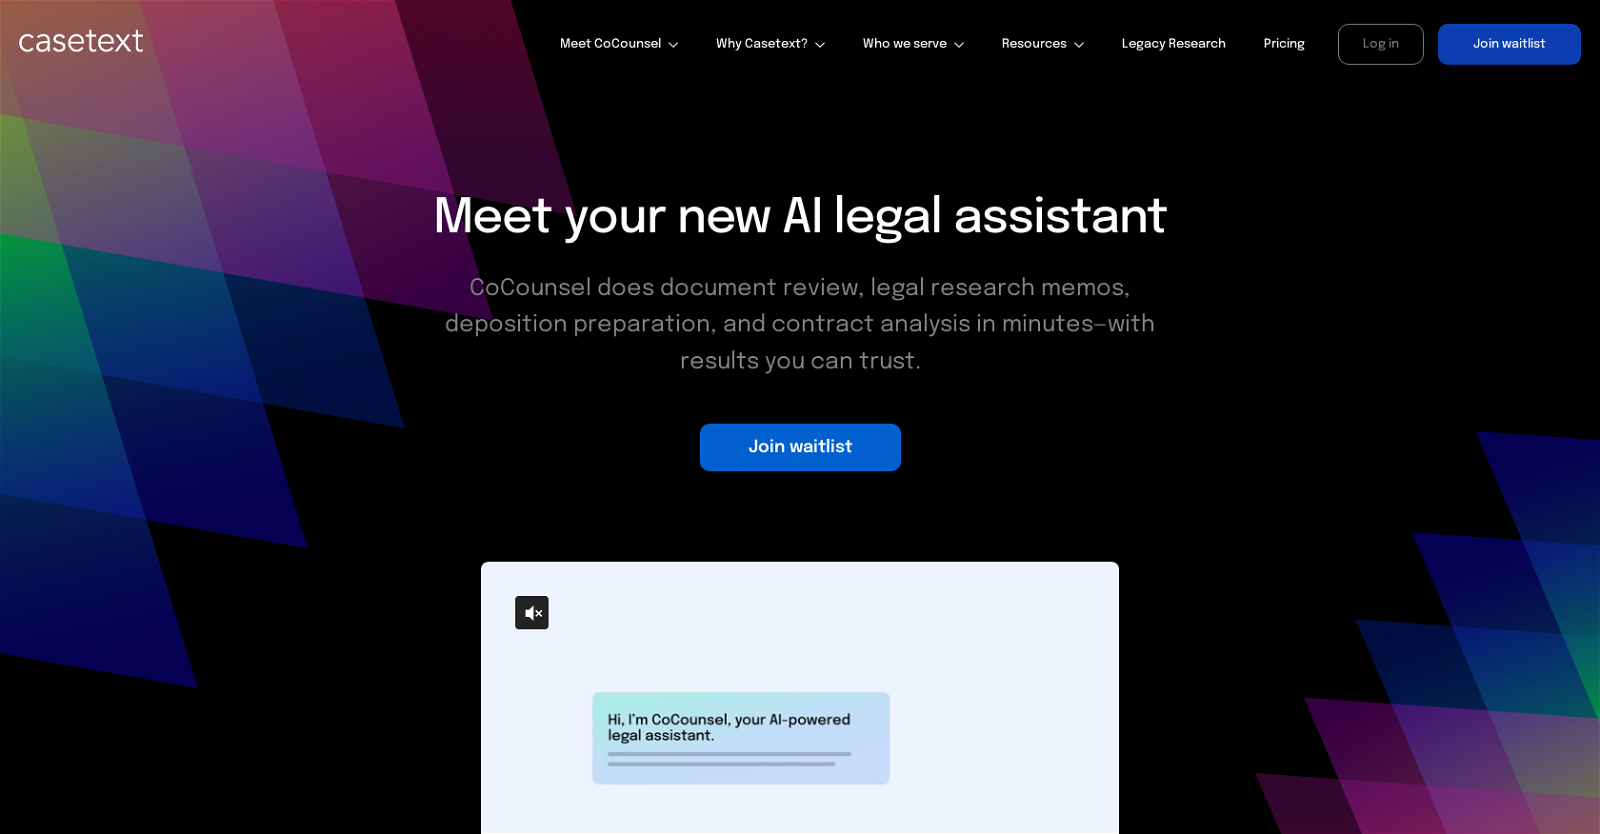 casetext
Meet CoCounsel
Why Casetext?
Who we serve
Resources
Legacy Research
Pricing
Log in
Join waitlist
Meet your new AI legal assistant
CoCounsel does document review, legal research memos,
deposition preparation, and contract analysis in minutes—with
results you can trust.
Join waitlist
Hi, I'm CoCounsel, your AI-powered
legal assistant.